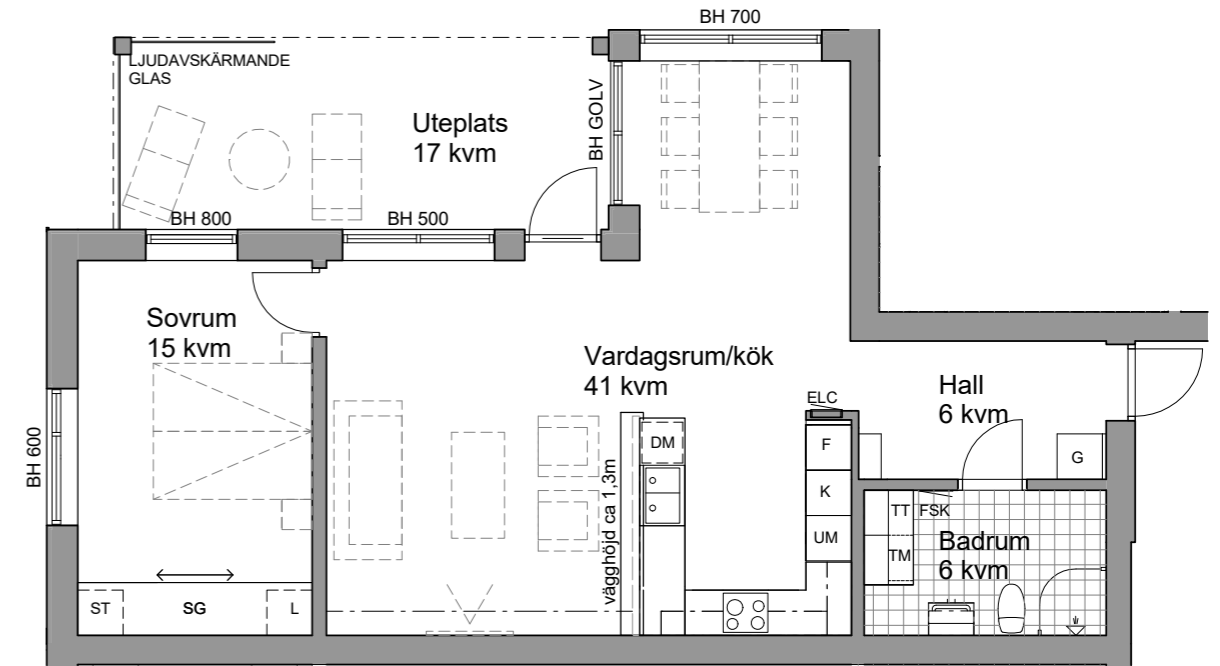 BH 700
LJUDAVSKÄRMANDE
GLAS
Uteplats
17 kvm
BH GOLV
BH 800
BH 500
Sovrum
15 kvm
Vardagsrum/kök
41 kvm
Hall
6 kvm
ELC
BH 600
DM
F
G
K
vägghöjd ca 1,3m
TT
FSK
UM
TM
Badrum
6 kvm
ST
SG
L